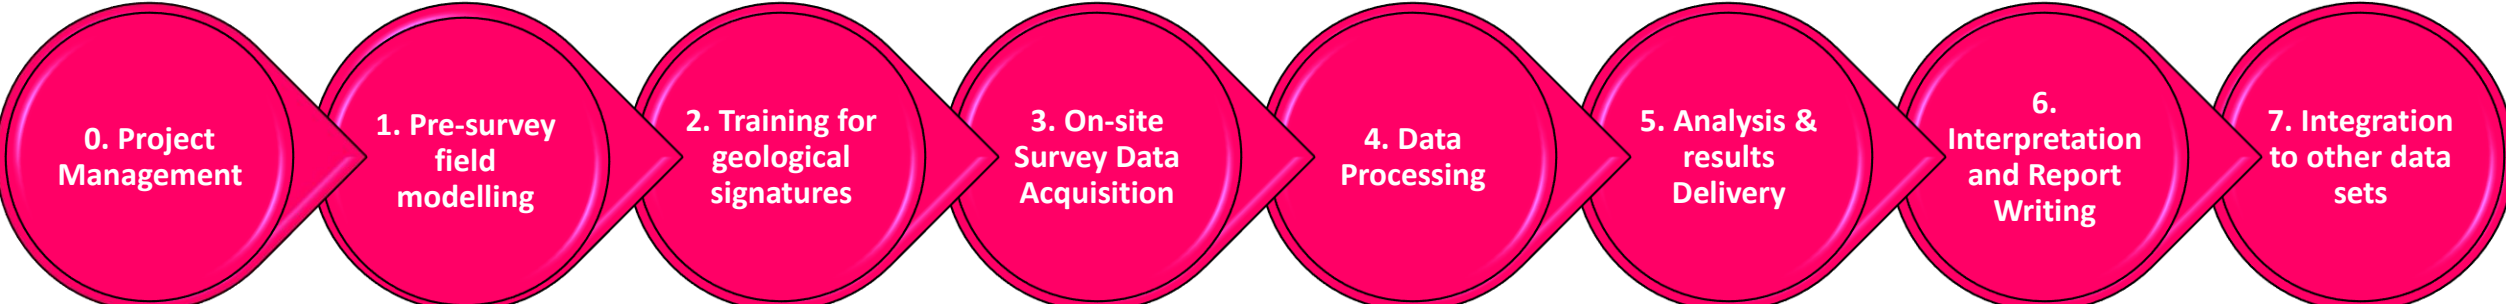 0. Project
Management
1. Pre-survey
field
modelling
2. Training for
geological
signatures
3. On-site
Survey Data
Acquisition
4. Data
Processing
5. Analysis &
results
Delivery
6.
Interpretation
and Report
Writing
7. Integration
to other data
sets